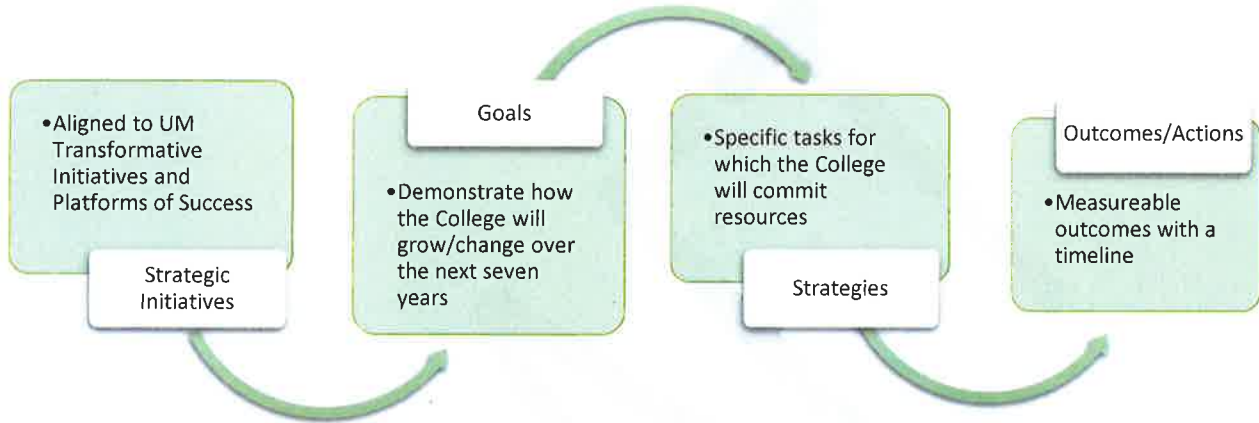 •Aligned to UM
Transformative
Initiatives and
Platforms of Success
Strategic
Initiatives
Goals
•Demonstrate how
the College will
grow/change over
the next seven
years
•Specific tasks for
which the College
will commit
resources
Strategies
Outcomes/Actions
•Measureable
outcomes with a
timeline